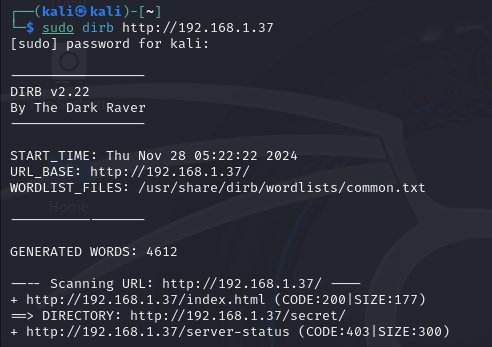 ┌──(kali㉿kali)-[~]
└─$ sudo dirb http://192.168.1.37
[sudo] password for kali:
-----------------
DIRB v2.22
By The Dark Raver
-----------------
START_TIME: Thu Nov 28 05:22:22 2024
URL_BASE: http://192.168.1.37/
WORDLIST_FILES: /usr/share/dirb/wordlists/common.txt
-----------------
Home
GENERATED WORDS: 4612
---- Scanning URL: http://192.168.1.37/ ----
+ http://192.168.1.37/index.html (CODE:200|SIZE:177)
==> DIRECTORY: http://192.168.1.37/secret/
+ http://192.168.1.37/server-status (CODE:403|SIZE:300)